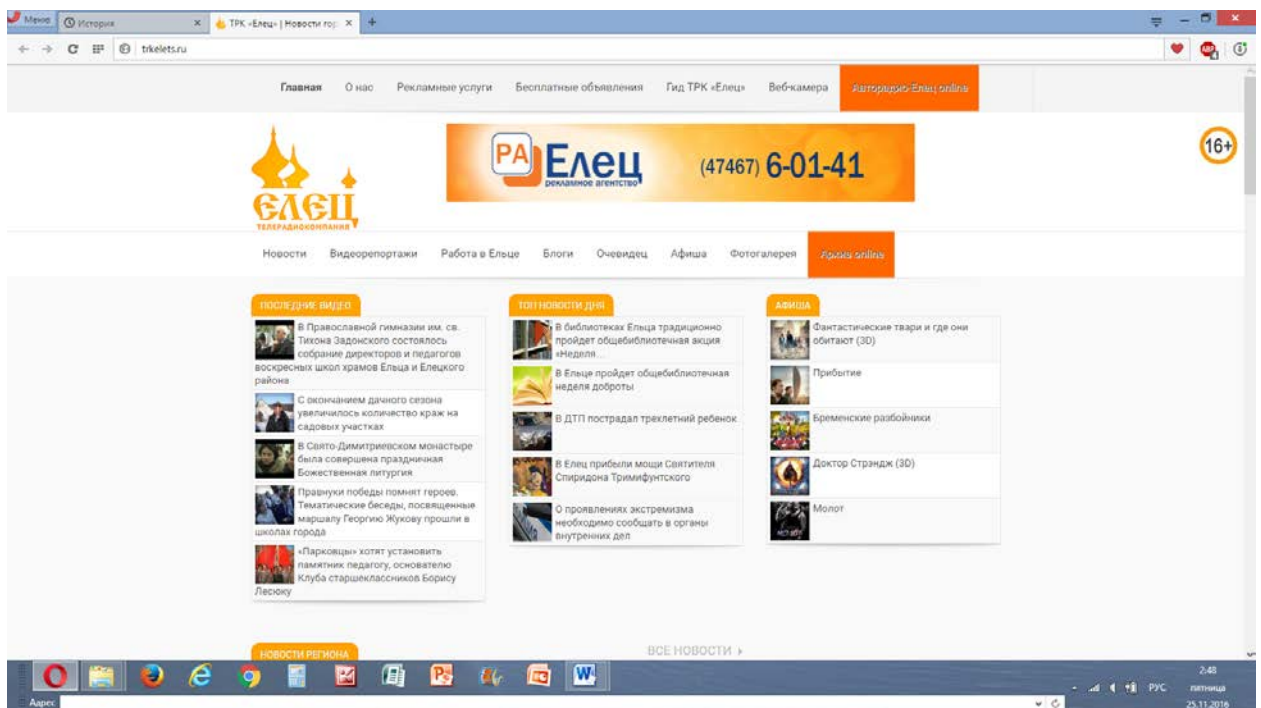 Меню
История
ТРК «Елец» | Новости гор
trkelets.ru
ABP
Главная О нас Рекламные услуги Бесплатные объявления Гид ТРК «Елец» Веб-камера Авторадио-Елец online
ЕЛЕЦ
ТЕЛЕРАДИОКОМПАНИЯ
РА Елец
рекламное агентство
(47467) 6-01-41
16+
Новости Видеорепортажи Работа в Ельце Блоги Очевидец Афиша Фотогалерея Архив online
ПОСЛЕДНИЕ ВИДЕО
В Православной гимназии им. св.
Тихона Задонского состоялось
собрание директоров и педагогов
воскресных школ храмов Ельца и Елецкого
района
С окончанием дачного сезона
увеличилось количество краж на
садовых участках
В Свято-Димитриевском монастыре
была совершена праздничная
Божественная литургия
Правнуки победы помнят героев.
Тематические беседы, посвященные
маршалу Георгию Жукову прошли в
школах города
«Парковцы» хотят установить
памятник педагогу, основателю
Клуба старшеклассников Борису
Лесюку
ТОП НОВОСТИ ДНЯ
В библиотеках Ельца традиционно
пройдет общебиблиотечная акция
«Неделя...
В Ельце пройдет общебиблиотечная
неделя доброты
В ДТП пострадал трехлетний ребенок
В Елец прибыли мощи Святителя
Спиридона Тримифунтского
О проявлениях экстремизма
необходимо сообщать в органы
внутренних дел
АФИША
Фантастические твари и где они
обитают (3D)
Прибытие
Бременские разбойники
Доктор Стрэндж (3D)
Молот
НОВОСТИ РЕГИОНА
ВСЕ НОВОСТИ
РУС
2:48
пятница
25.11.2016
Адрес